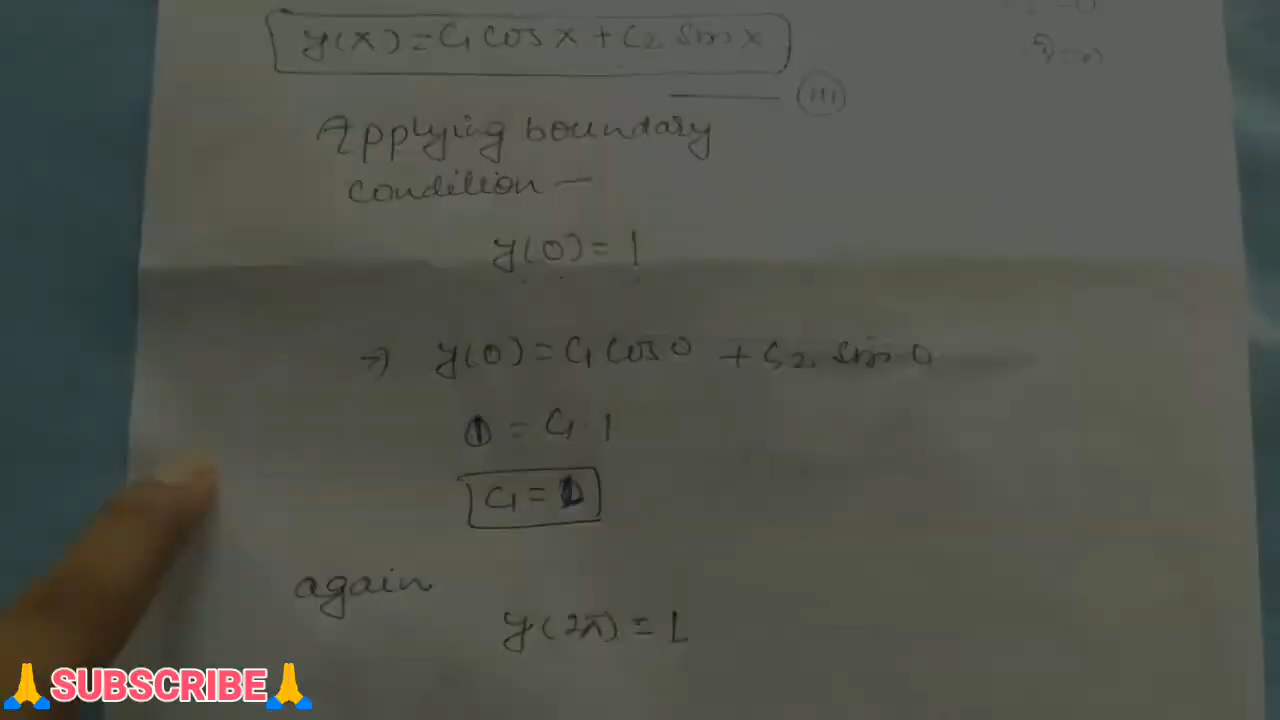 y(x) = C₁ cos x + C₂ sin x
(III)
Applying boundary
condition —
y(0) = 1
⇒ y(0) = C₁ cos 0 + C₂ sin 0
1 = C₁ · 1
C₁ = 1
again
y(2π) = 1
🙏SUBSCRIBE🙏